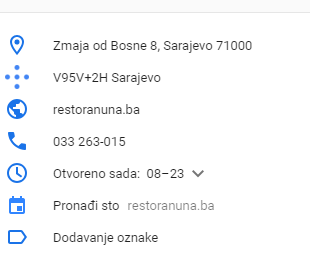 Zmaja od Bosne 8, Sarajevo 71000
V95V+2H Sarajevo
restoranuna.ba
033 263-015
Otvoreno sada: 08–23
Pronađi sto restoranuna.ba
Dodavanje oznake